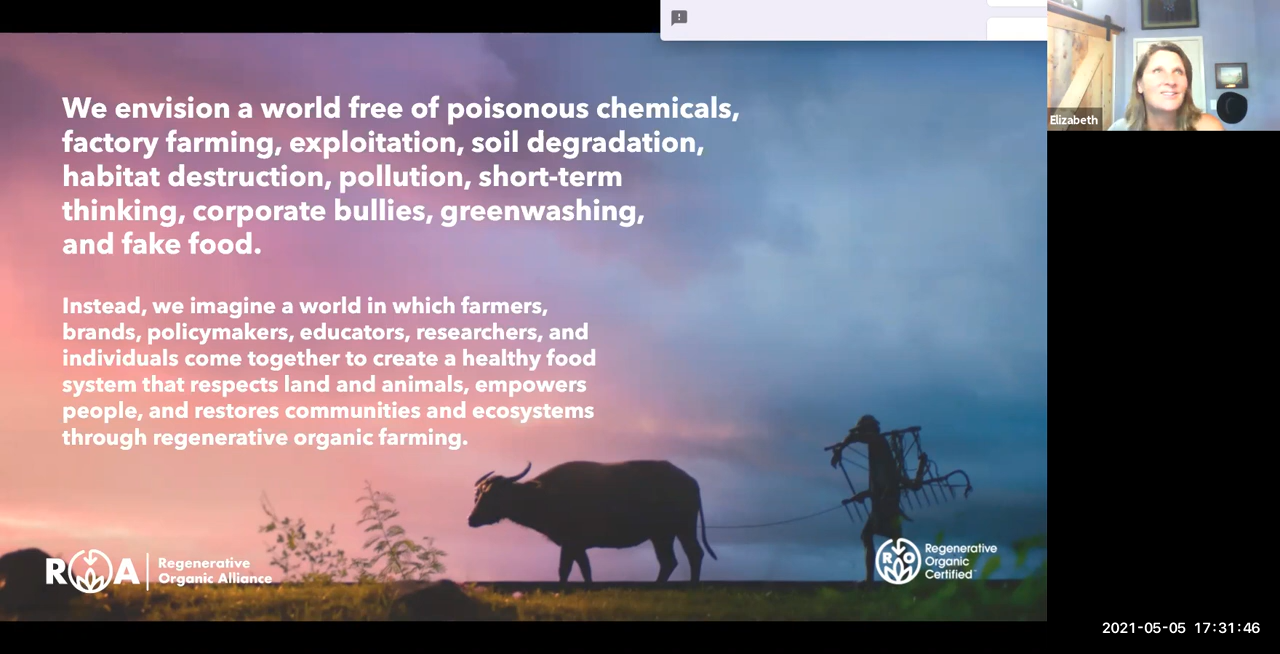 We envision a world free of poisonous chemicals,
factory farming, exploitation, soil degradation,
habitat destruction, pollution, short-term
thinking, corporate bullies, greenwashing,
and fake food.
Instead, we imagine a world in which farmers,
brands, policymakers, educators, researchers, and
individuals come together to create a healthy food
system that respects land and animals, empowers
people, and restores communities and ecosystems
through regenerative organic farming.
R A
Regenerative
Organic Alliance
R O
Regenerative
Organic
Certified
Elizabeth
2021-05-05 17:31:46